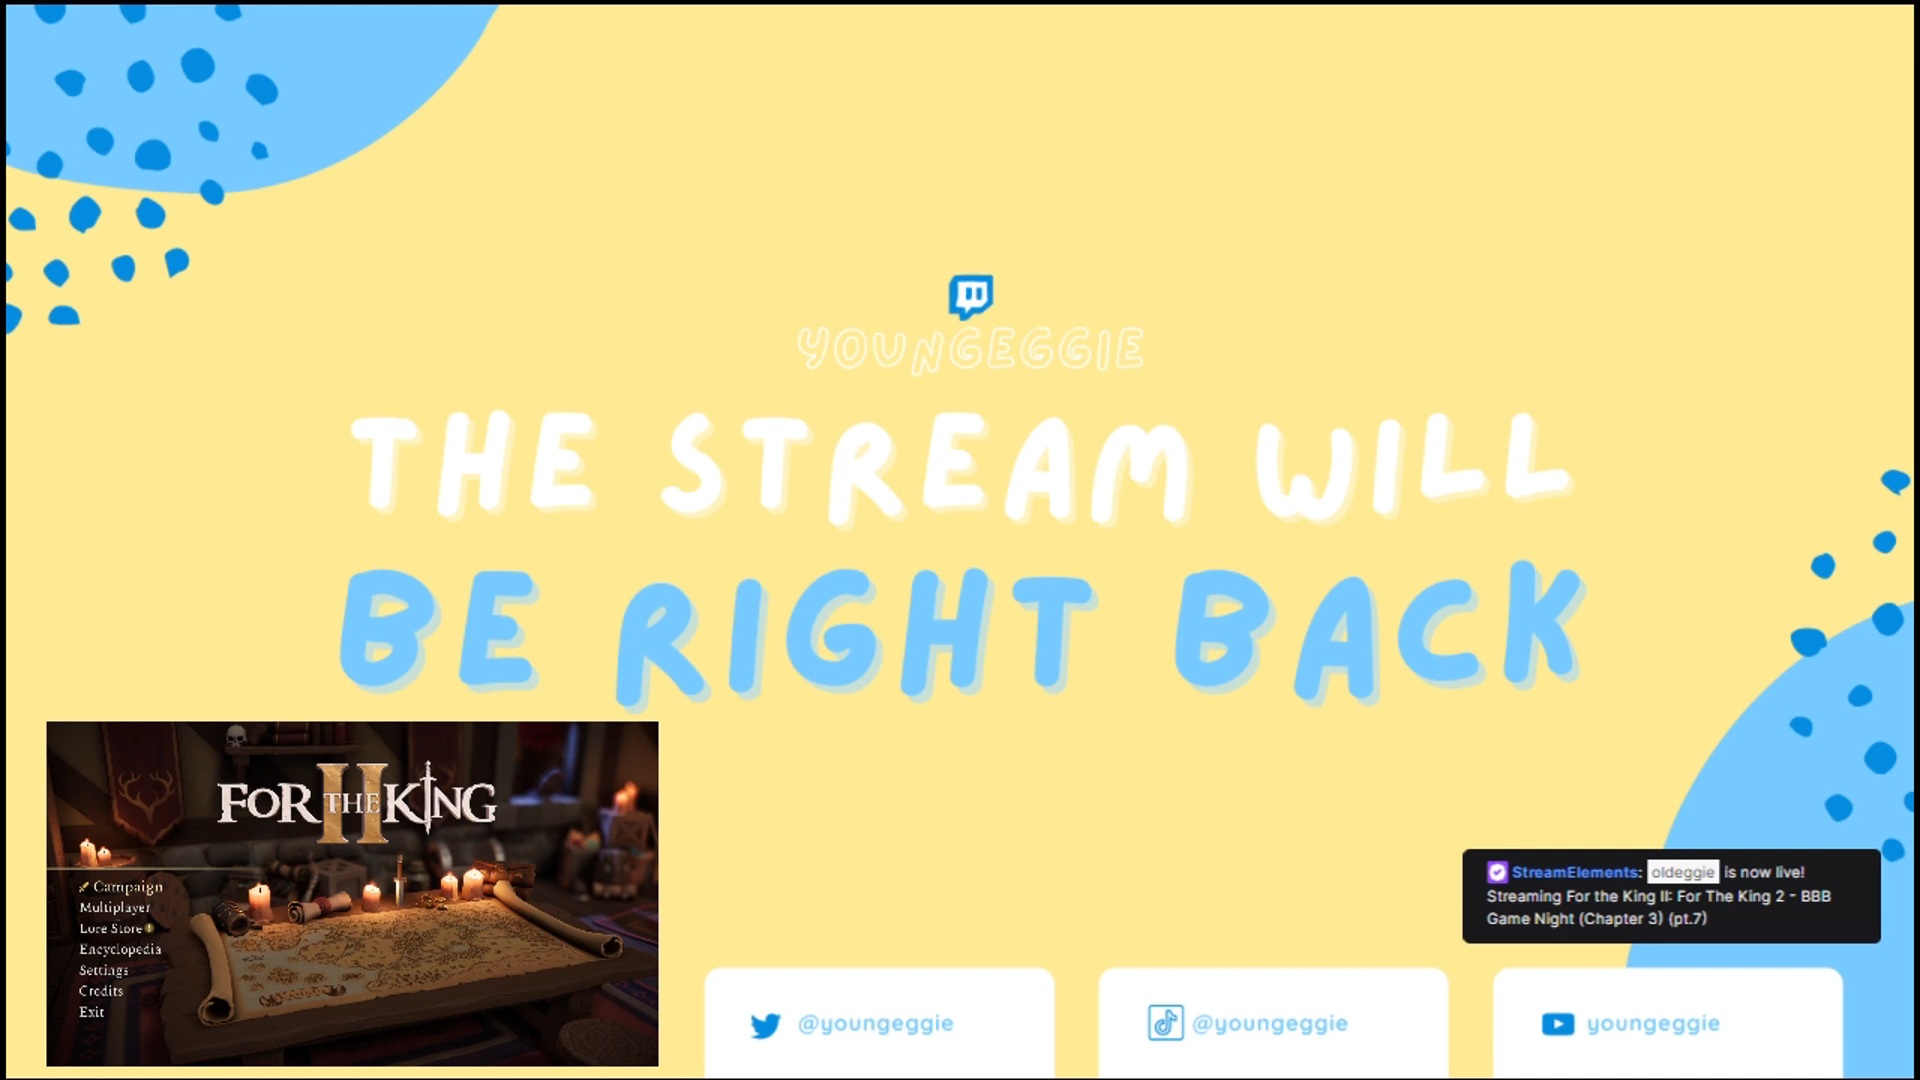 YOUNGEGGIE
THE STREAM WILL
BE RIGHT BACK
FOR THE KING II
Campaign
Multiplayer
Lore Store
Encyclopedia
Settings
Credits
Exit
StreamElements: oldeggie is now live!
Streaming For the King II: For The King 2 - BBB
Game Night (Chapter 3) (pt.7)
@youngeggie
@youngeggie
youngeggie